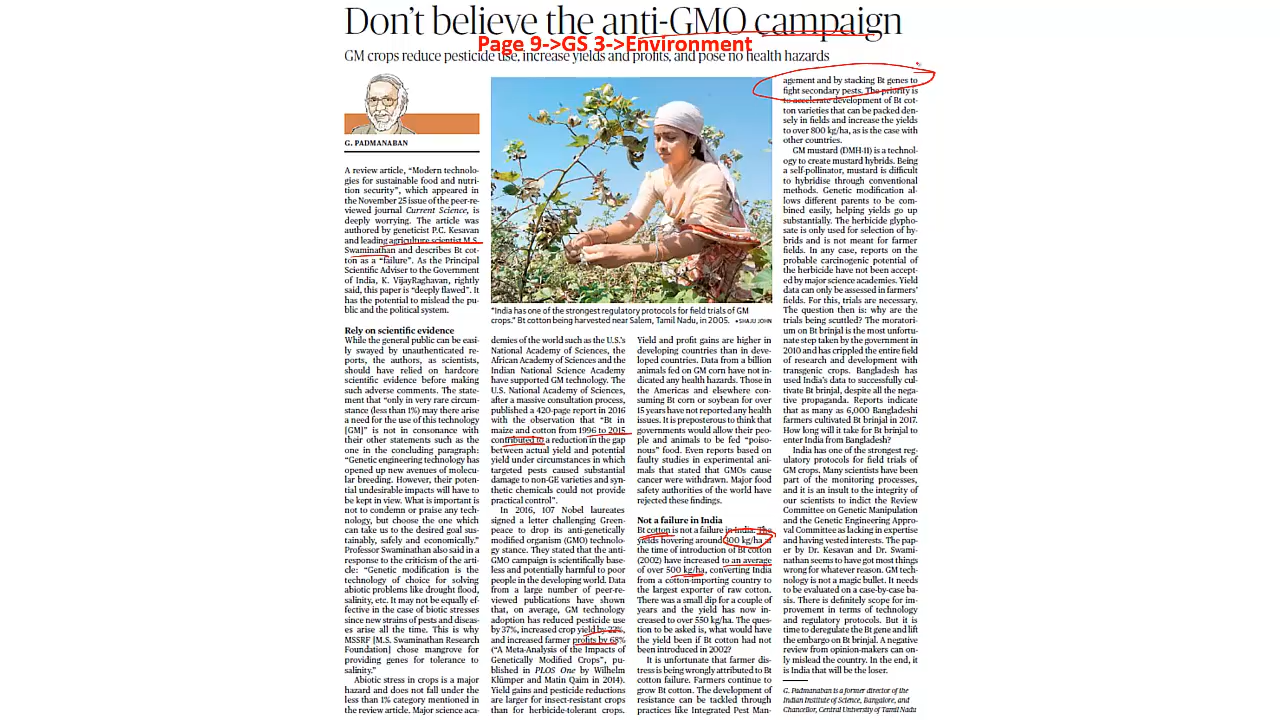 Don't believe the anti-GMO campaign
Page 9->GS 3->Environment
GM crops reduce pesticide use, increase yields and profits, and pose no health hazards
G. PADMANABAN
A review article, "Modern technolo-
gies for sustainable food and nutri-
tion security", which appeared in
the November 25 issue of the peer-re-
viewed journal Current Science, is
deeply worrying. The article was
authored by geneticist P.C. Kesavan
and leading agriculture scientist M.S.
Swaminathan and describes Bt cot-
ton as a "failure". As the Principal
Scientific Adviser to the Government
of India, K. VijayRaghavan, rightly
said, this paper is "deeply flawed". It
has the potential to mislead the pu-
blic and the political system.
Rely on scientific evidence
While the general public can be easi-
ly swayed by unauthenticated re-
ports, the authors, as scientists,
should have relied on hardcore
scientific evidence before making
such adverse comments. The state-
ment that "only in very rare circum-
stance (less than 1%) may there arise
a need for the use of this technology
[GM]" is not in consonance with
their other statements such as the
one in the concluding paragraph:
"Genetic engineering technology has
opened up new avenues of molecu-
lar breeding. However, their poten-
tial undesirable impacts will have to
be kept in view. What is important is
not to condemn or praise any tech-
nology, but choose the one which
can take us to the desired goal sus-
tainably, safely and economically."
Professor Swaminathan also said in a
response to the criticism of the arti-
cle: "Genetic modification is the
technology of choice for solving
abiotic problems like drought flood,
salinity, etc. It may not be equally ef-
fective in the case of biotic stresses
since new strains of pests and diseas-
es arise all the time. This is why
MSSRF [M.S. Swaminathan Research
Foundation] chose mangrove for
providing genes for tolerance to
salinity."
Abiotic stress in crops is a major
hazard and does not fall under the
less than 1% category mentioned in
the review article. Major science aca-
"India has one of the strongest regulatory protocols for field trials of GM
crops." Bt cotton being harvested near Salem, Tamil Nadu, in 2005. •SHAJU JOHN
demies of the world such as the U.S.'s
National Academy of Sciences, the
African Academy of Sciences and the
Indian National Science Academy
have supported GM technology. The
U.S. National Academy of Sciences,
after a massive consultation process,
published a 420-page report in 2016
with the observation that "Bt in
maize and cotton from 1996 to 2015
contributed to a reduction in the gap
between actual yield and potential
yield under circumstances in which
targeted pests caused substantial
damage to non-GE varieties and syn-
thetic chemicals could not provide
practical control".
In 2016, 107 Nobel laureates
signed a letter challenging Green-
peace to drop its anti-genetically
modified organism (GMO) technolo-
gy stance. They stated that the anti-
GMO campaign is scientifically base-
less and potentially harmful to poor
people in the developing world. Data
from a large number of peer-re-
viewed publications have shown
that, on average, GM technology
adoption has reduced pesticide use
by 37%, increased crop yield by 22%,
and increased farmer profits by 68%
("A Meta-Analysis of the Impacts of
Genetically Modified Crops", pu-
blished in PLOS One by Wilhelm
Klümper and Matin Qaim in 2014).
Yield gains and pesticide reductions
are larger for insect-resistant crops
than for herbicide-tolerant crops.
Yield and profit gains are higher in
developing countries than in deve-
loped countries. Data from a billion
animals fed on GM corn have not in-
dicated any health hazards. Those in
the Americas and elsewhere con-
suming Bt corn or soybean for over
15 years have not reported any health
issues. It is preposterous to think that
governments would allow their peo-
ple and animals to be fed "poiso-
nous" food. Even reports based on
faulty studies in experimental ani-
mals that stated that GMOs cause
cancer were withdrawn. Major food
safety authorities of the world have
rejected these findings.
Not a failure in India
Bt cotton is not a failure in India. The
yields hovering around 300 kg/ha at
the time of introduction of Bt cotton
(2002) have increased to an average
of over 500 kg/ha, converting India
from a cotton-importing country to
the largest exporter of raw cotton.
There was a small dip for a couple of
years and the yield has now in-
creased to over 550 kg/ha. The ques-
tion to be asked is, what would have
the yield been if Bt cotton had not
been introduced in 2002?
It is unfortunate that farmer dis-
tress is being wrongly attributed to Bt
cotton failure. Farmers continue to
grow Bt cotton. The development of
resistance can be tackled through
practices like Integrated Pest Man-
agement and by stacking Bt genes to
fight secondary pests. The priority is
to accelerate development of Bt cot-
ton varieties that can be packed den-
sely in fields and increase the yields
to over 800 kg/ha, as is the case with
other countries.
GM mustard (DMH-11) is a technol-
ogy to create mustard hybrids. Being
a self-pollinator, mustard is difficult
to hybridise through conventional
methods. Genetic modification al-
lows different parents to be com-
bined easily, helping yields go up
substantially. The herbicide glypho-
sate is only used for selection of hy-
brids and is not meant for farmer
fields. In any case, reports on the
probable carcinogenic potential of
the herbicide have not been accept-
ed by major science academies. Yield
data can only be assessed in farmers'
fields. For this, trials are necessary.
The question then is: why are the
trials being scuttled? The moratori-
um on Bt brinjal is the most unfortu-
nate step taken by the government in
2010 and has crippled the entire field
of research and development with
transgenic crops. Bangladesh has
used India's data to successfully cul-
tivate Bt brinjal, despite all the nega-
tive propaganda. Reports indicate
that as many as 6,000 Bangladeshi
farmers cultivated Bt brinjal in 2017.
How long will it take for Bt brinjal to
enter India from Bangladesh?
India has one of the strongest reg-
ulatory protocols for field trials of
GM crops. Many scientists have been
part of the monitoring processes,
and it is an insult to the integrity of
our scientists to indict the Review
Committee on Genetic Manipulation
and the Genetic Engineering Appro-
val Committee as lacking in expertise
and having vested interests. The pap-
er by Dr. Kesavan and Dr. Swami-
nathan seems to have got most things
wrong for whatever reason. GM tech-
nology is not a magic bullet. It needs
to be evaluated on a case-by-case ba-
sis. There is definitely scope for im-
provement in terms of technology
and regulatory protocols. But it is
time to deregulate the Bt gene and lift
the embargo on Bt brinjal. A negative
review from opinion-makers can on-
ly mislead the country. In the end, it
is India that will be the loser.
G. Padmanaban is a former director of the
Indian Institute of Science, Bangalore, and
Chancellor, Central University of Tamil Nadu